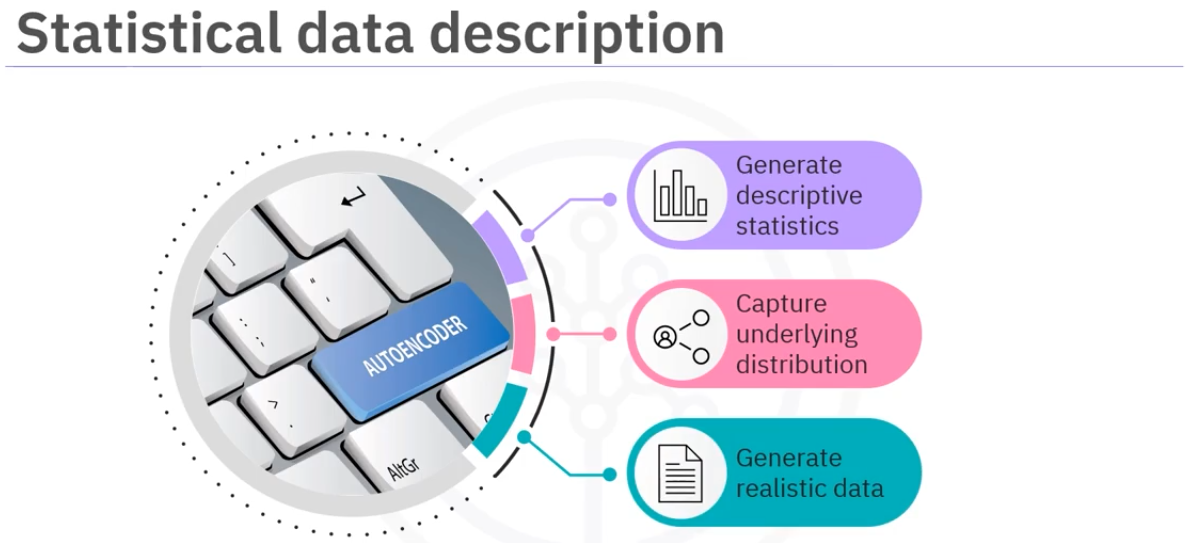 Statistical data description
Generate
descriptive
statistics
Capture
underlying
distribution
Generate
realistic data
AUTOENCODER
AltGr